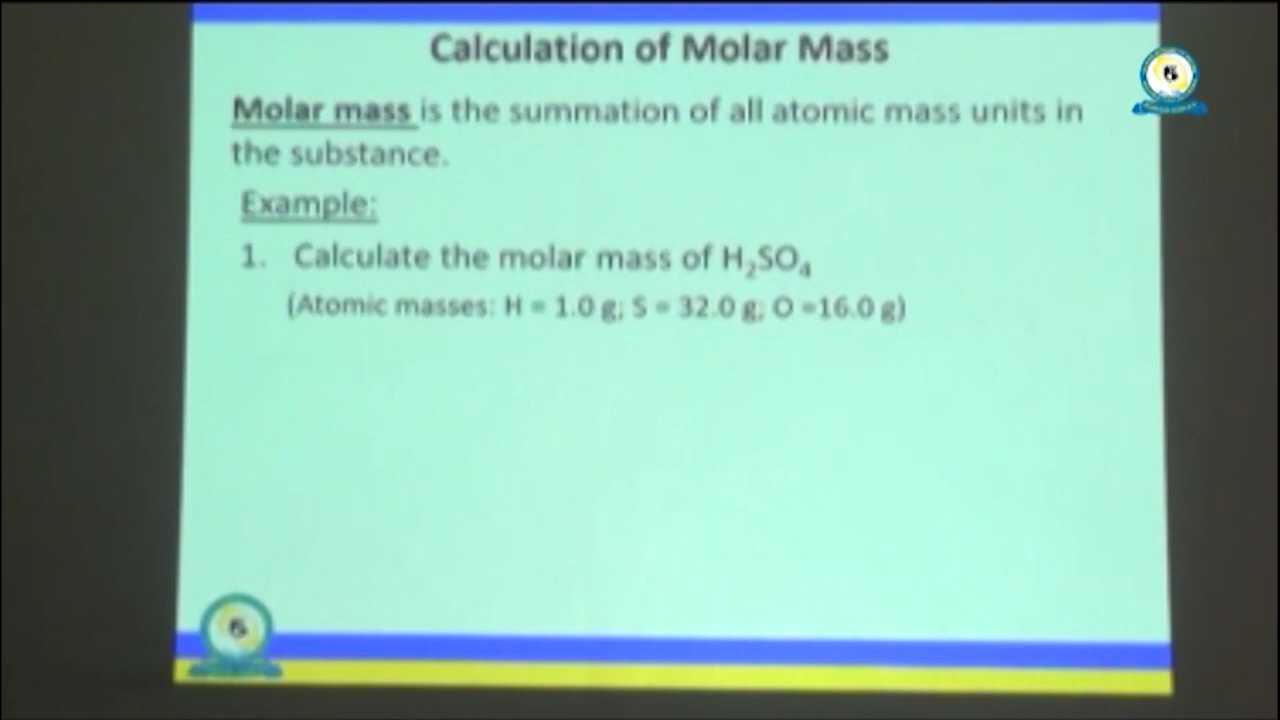 Calculation of Molar Mass
Molar mass is the summation of all atomic mass units in
the substance.
Example:
1. Calculate the molar mass of H₂SO₄
(Atomic masses: H = 1.0 g; S = 32.0 g; O =16.0 g)